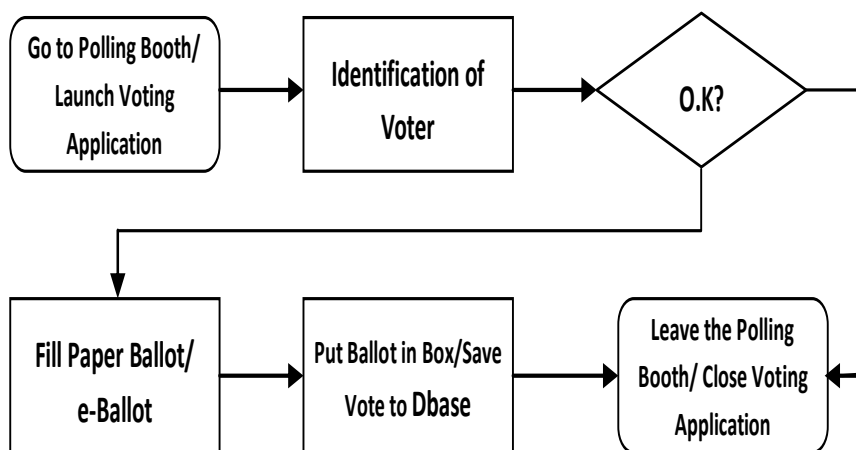 Go to Polling Booth/
Launch Voting
Application
Identification of
Voter
O.K?
Fill Paper Ballot/
e-Ballot
Put Ballot in Box/Save
Vote to Dbase
Leave the Polling
Booth/ Close Voting
Application